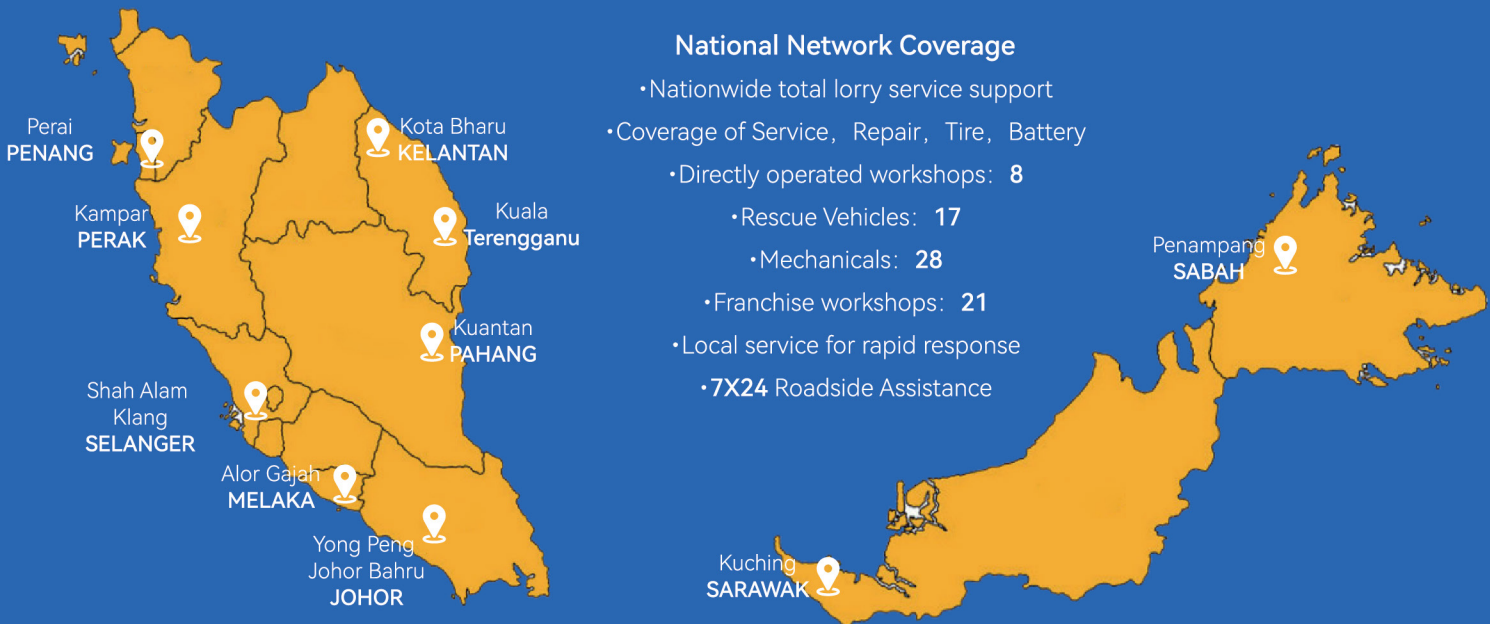 National Network Coverage
•Nationwide total lorry service support
•Coverage of Service, Repair, Tire, Battery
•Directly operated workshops: 8
•Rescue Vehicles: 17
•Mechanicals: 28
•Franchise workshops: 21
•Local service for rapid response
•7X24 Roadside Assistance
Perai
PENANG
Kampar
PERAK
Kota Bharu
KELANTAN
Kuala
Terengganu
Kuantan
PAHANG
Shah Alam
Klang
SELANGER
Alor Gajah
MELAKA
Yong Peng
Johor Bahru
JOHOR
Penampang
SABAH
Kuching
SARAWAK